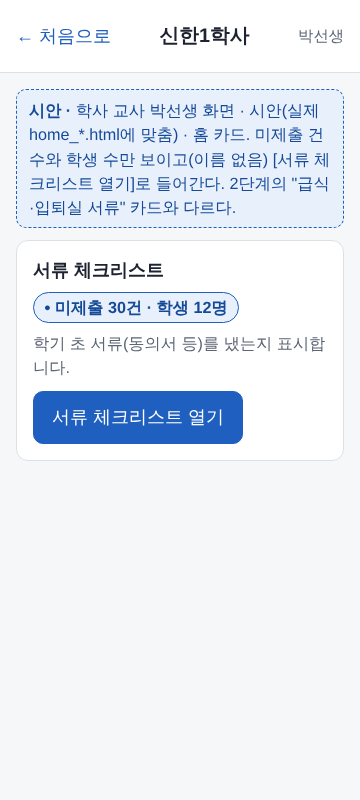 ← 처음으로
신한1학사
박선생
시안 · 학사 교사 박선생 화면 · 시안(실제
home_*.html에 맞춤) · 홈 카드. 미제출 건
수와 학생 수만 보이고(이름 없음) [서류 체
크리스트 열기]로 들어간다. 2단계의 "급식
·입퇴실 서류" 카드와 다르다.
서류 체크리스트
• 미제출 30건 · 학생 12명
학기 초 서류(동의서 등)를 냈는지 표시합
니다.
서류 체크리스트 열기